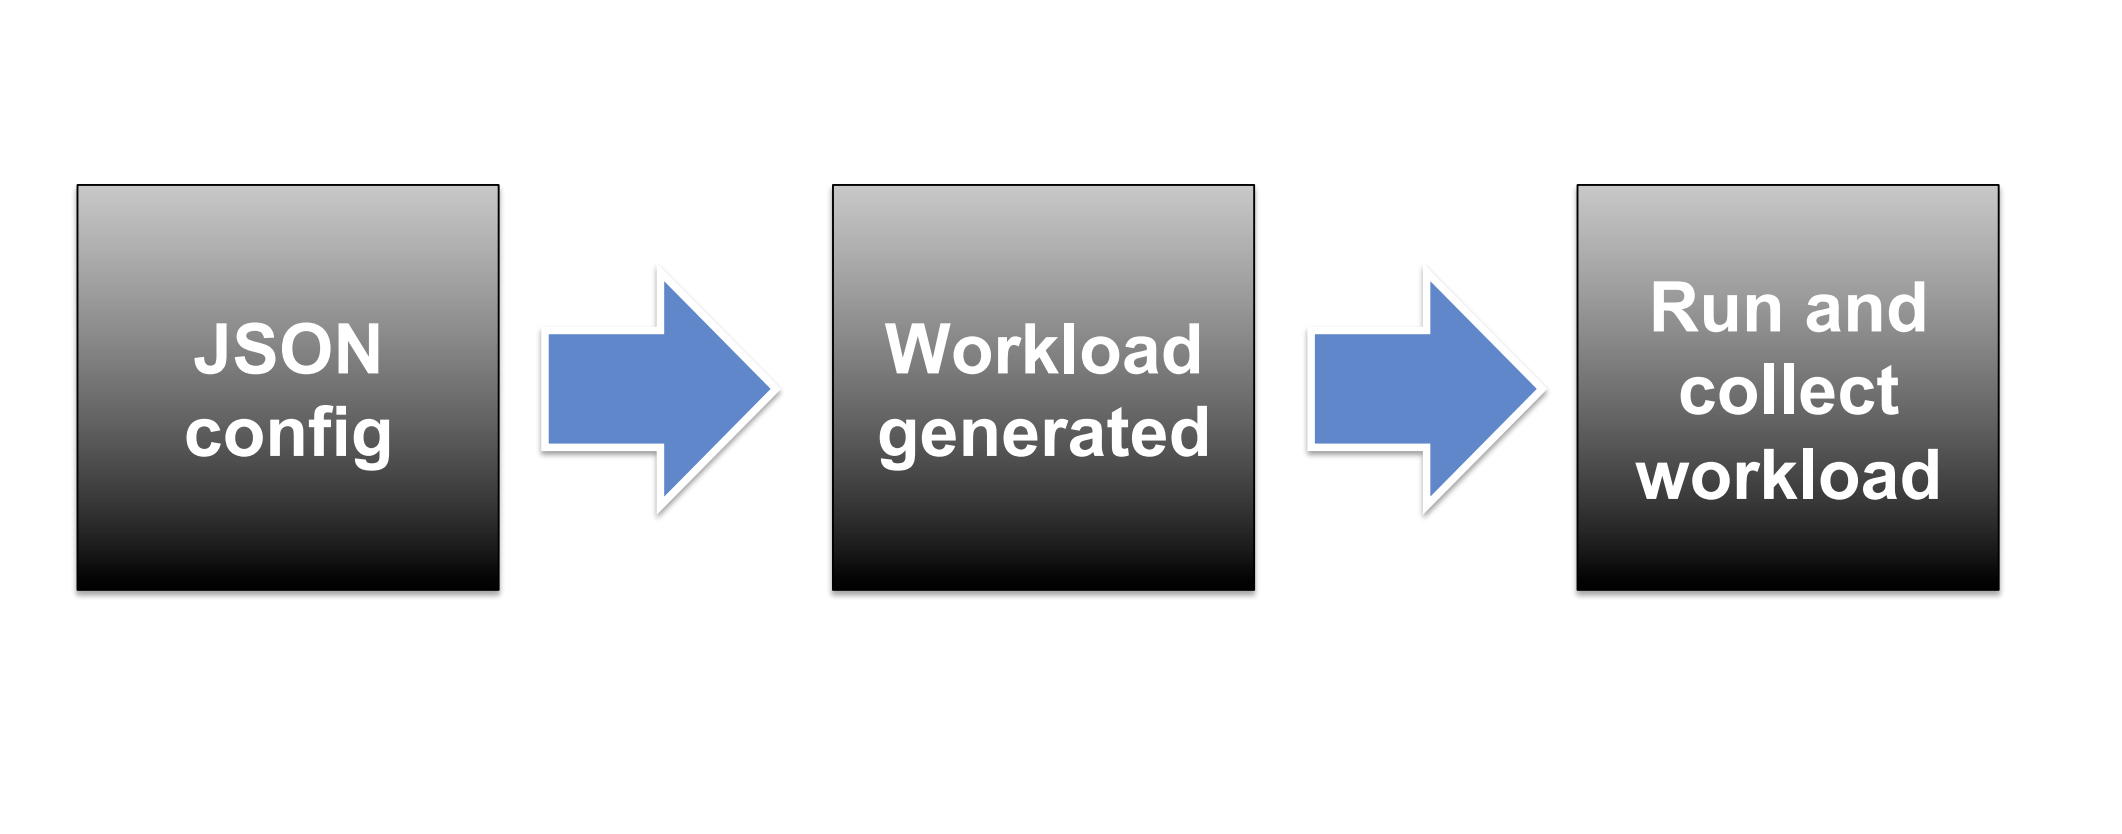 JSON
config
Workload
generated
Run and
collect
workload